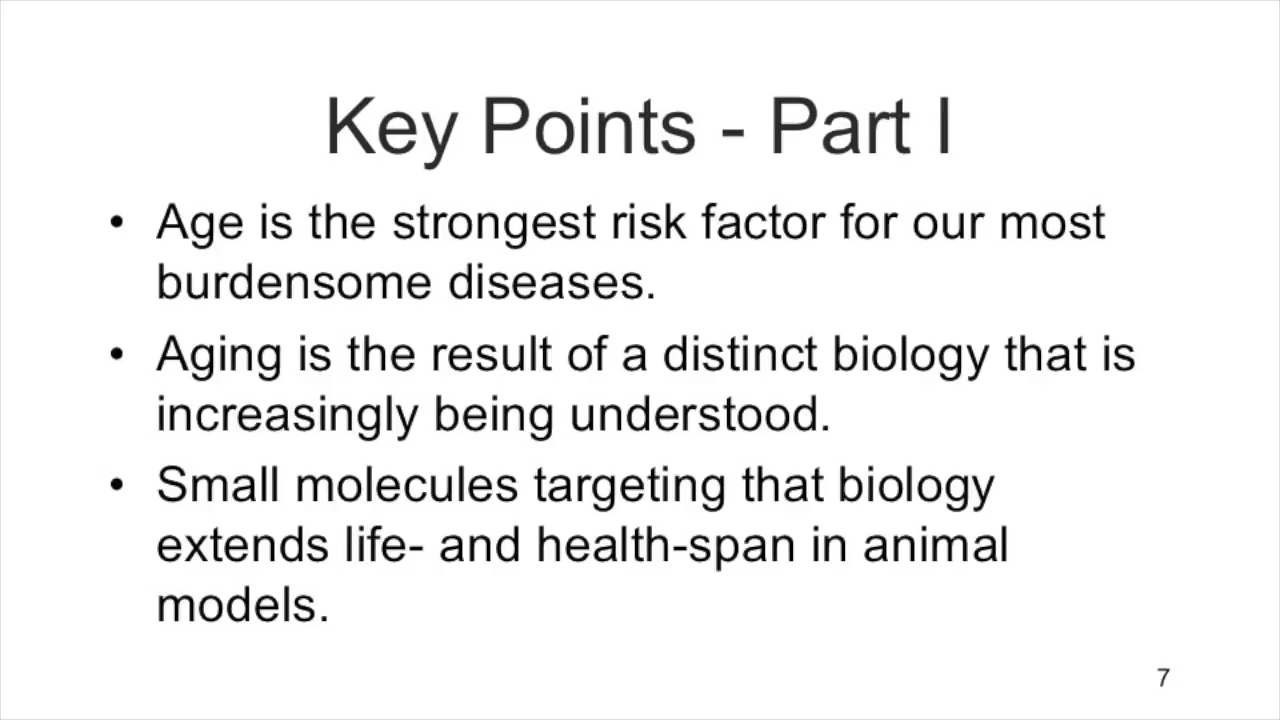 Key Points - Part I
• Age is the strongest risk factor for our most
burdensome diseases.
• Aging is the result of a distinct biology that is
increasingly being understood.
• Small molecules targeting that biology
extends life- and health-span in animal
models.
7